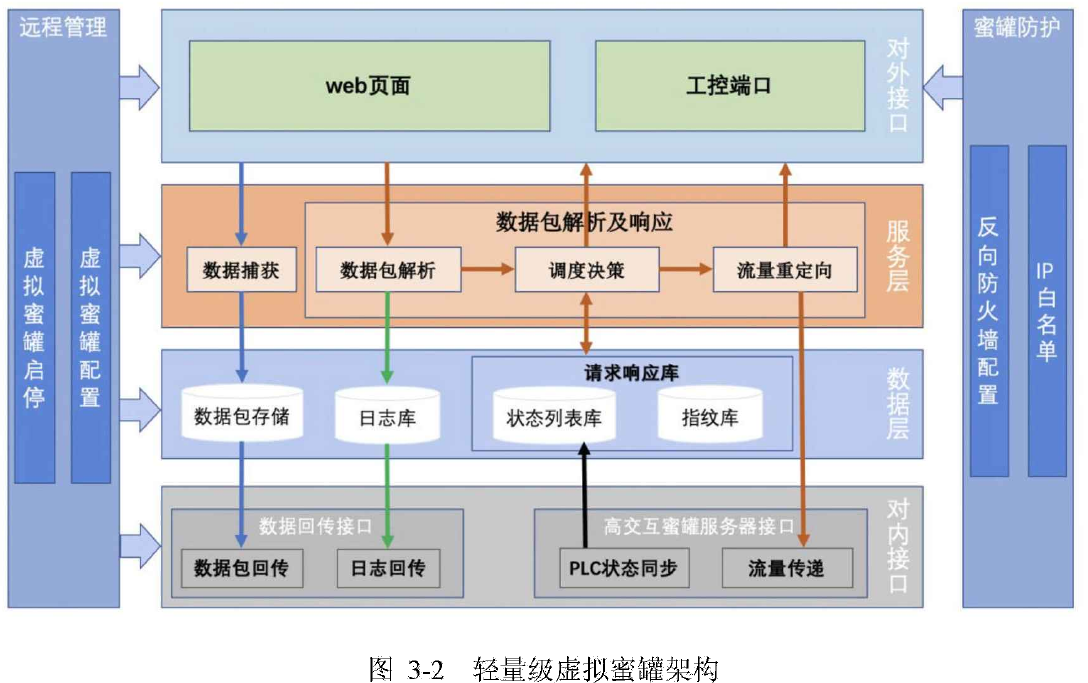 远程管理
虚拟蜜罐启停
虚拟蜜罐配置
对外接口
web页面
工控端口
服务层
数据包解析及响应
数据捕获
数据包解析
调度决策
流量重定向
数据层
请求响应库
数据包存储
日志库
状态列表库
指纹库
对内接口
数据回传接口
数据包回传
日志回传
高交互蜜罐服务器接口
PLC状态同步
流量传递
蜜罐防护
反向防火墙配置
IP白名单
图 3-2 轻量级虚拟蜜罐架构